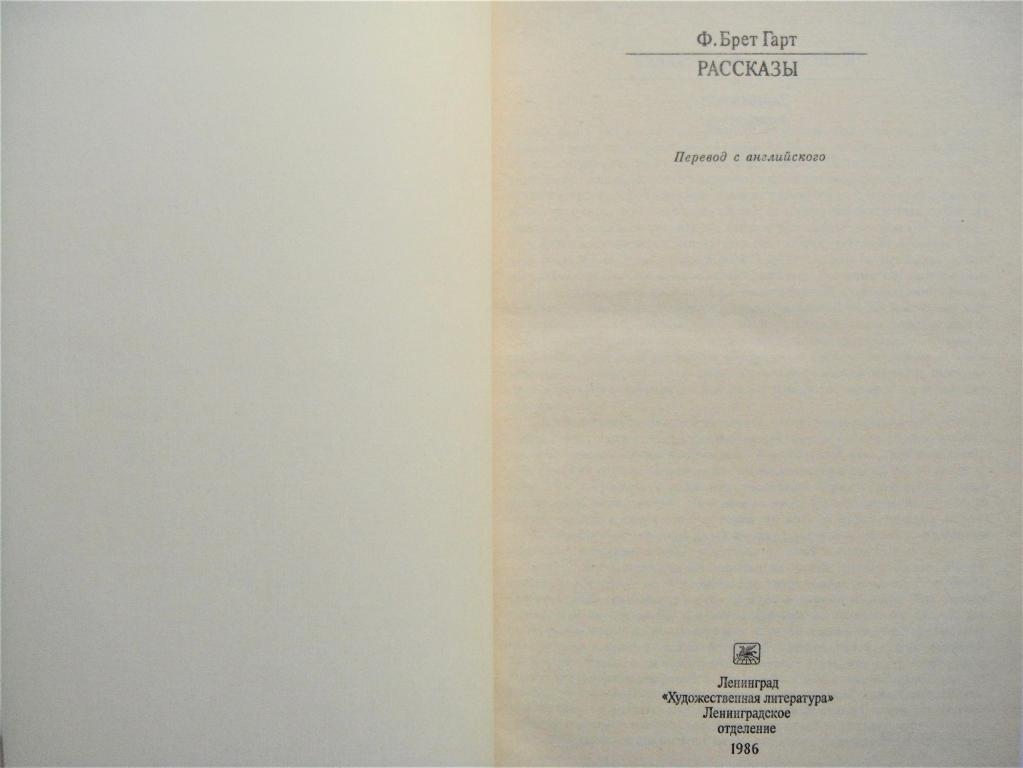 Ф. Брет Гарт
РАССКАЗЫ
Перевод с английского
Ленинград
«Художественная литература»
Ленинградское
отделение
1986